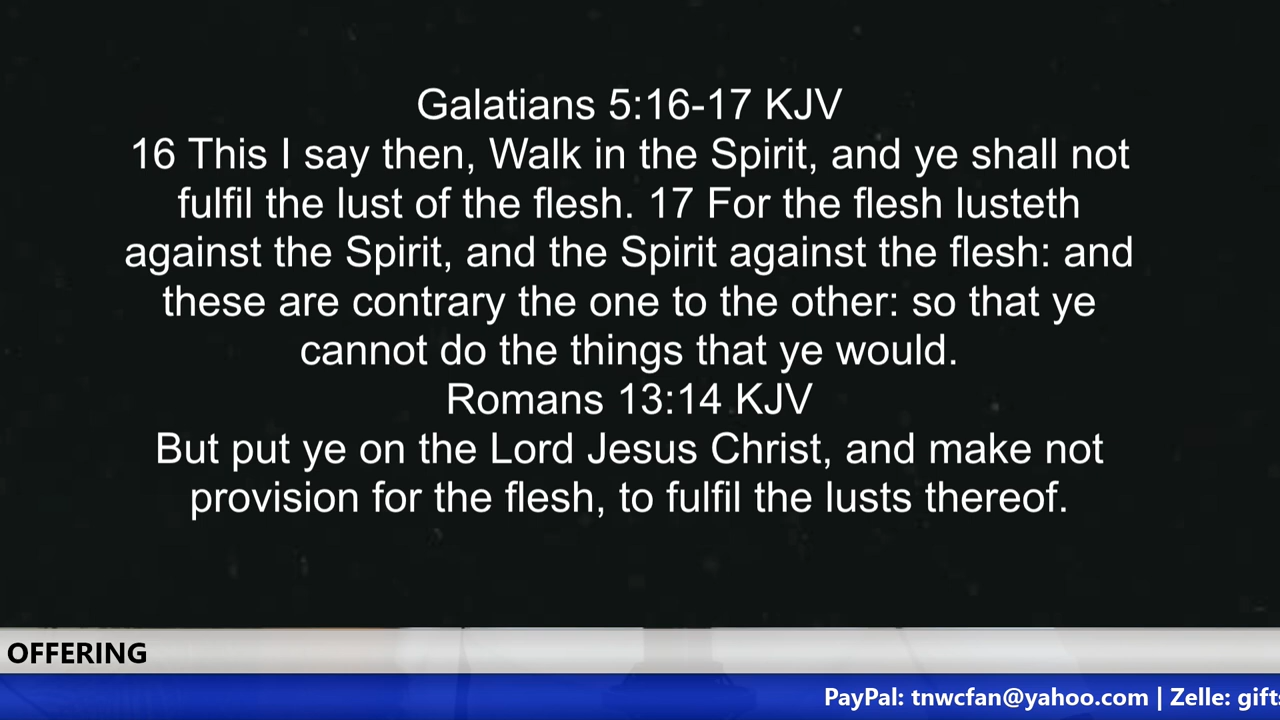 Galatians 5:16-17 KJV
16 This I say then, Walk in the Spirit, and ye shall not
fulfil the lust of the flesh. 17 For the flesh lusteth
against the Spirit, and the Spirit against the flesh: and
these are contrary the one to the other: so that ye
cannot do the things that ye would.
Romans 13:14 KJV
But put ye on the Lord Jesus Christ, and make not
provision for the flesh, to fulfil the lusts thereof.
OFFERING
PayPal: tnwcfan@yahoo.com | Zelle: gift